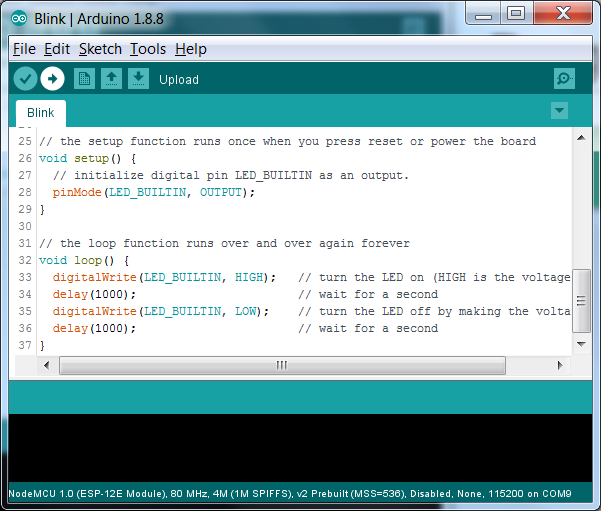 Blink | Arduino 1.8.8
File Edit Sketch Tools Help
Upload
Blink
25 // the setup function runs once when you press reset or power the board
26 void setup() {
27   // initialize digital pin LED_BUILTIN as an output.
28   pinMode(LED_BUILTIN, OUTPUT);
29 }
30
31 // the loop function runs over and over again forever
32 void loop() {
33   digitalWrite(LED_BUILTIN, HIGH);   // turn the LED on (HIGH is the voltage
34   delay(1000);                       // wait for a second
35   digitalWrite(LED_BUILTIN, LOW);    // turn the LED off by making the volta
36   delay(1000);                       // wait for a second
37 }
NodeMCU 1.0 (ESP-12E Module), 80 MHz, 4M (1M SPIFFS), v2 Prebuilt (MSS=536), Disabled, None, 115200 on COM9